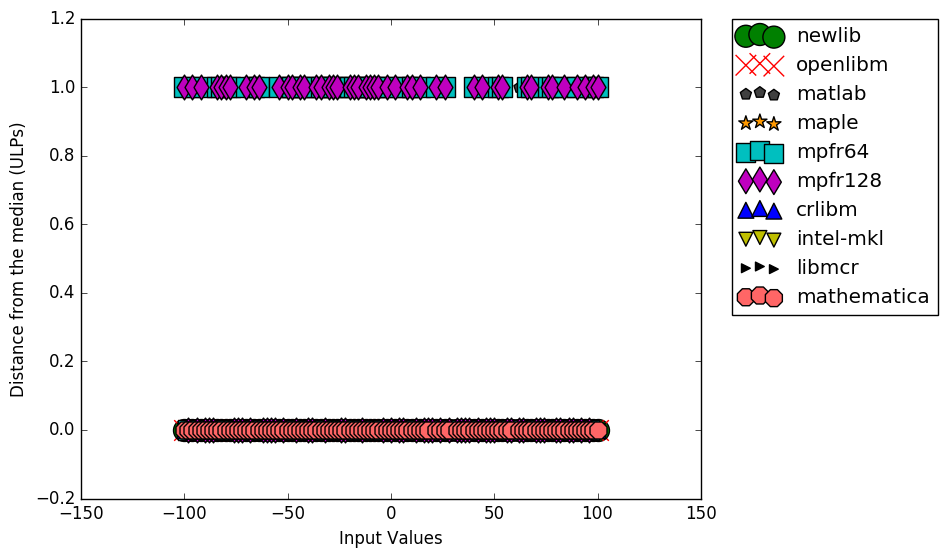 1.2
1.0
0.8
0.6
0.4
0.2
0.0
−0.2
Distance from the median (ULPs)
−150
−100
−50
0
50
100
150
Input Values
newlib
openlibm
matlab
maple
mpfr64
mpfr128
crlibm
intel-mkl
libmcr
mathematica